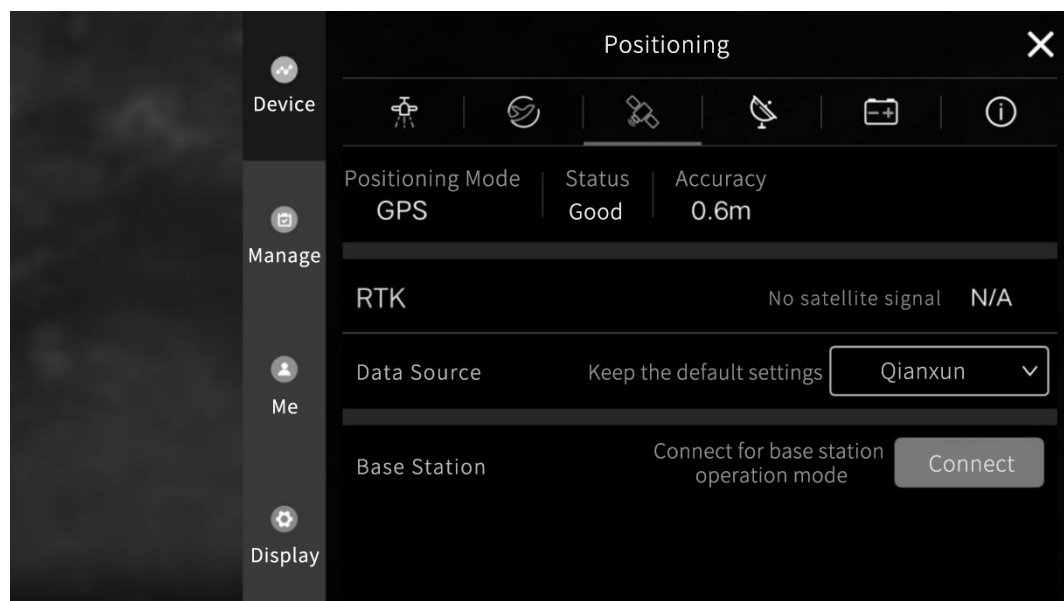 Positioning
Device
Positioning Mode Status Accuracy
GPS Good 0.6m
Manage
RTK No satellite signal N/A
Data Source Keep the default settings Qianxun
Me
Base Station Connect for base station operation mode Connect
Display